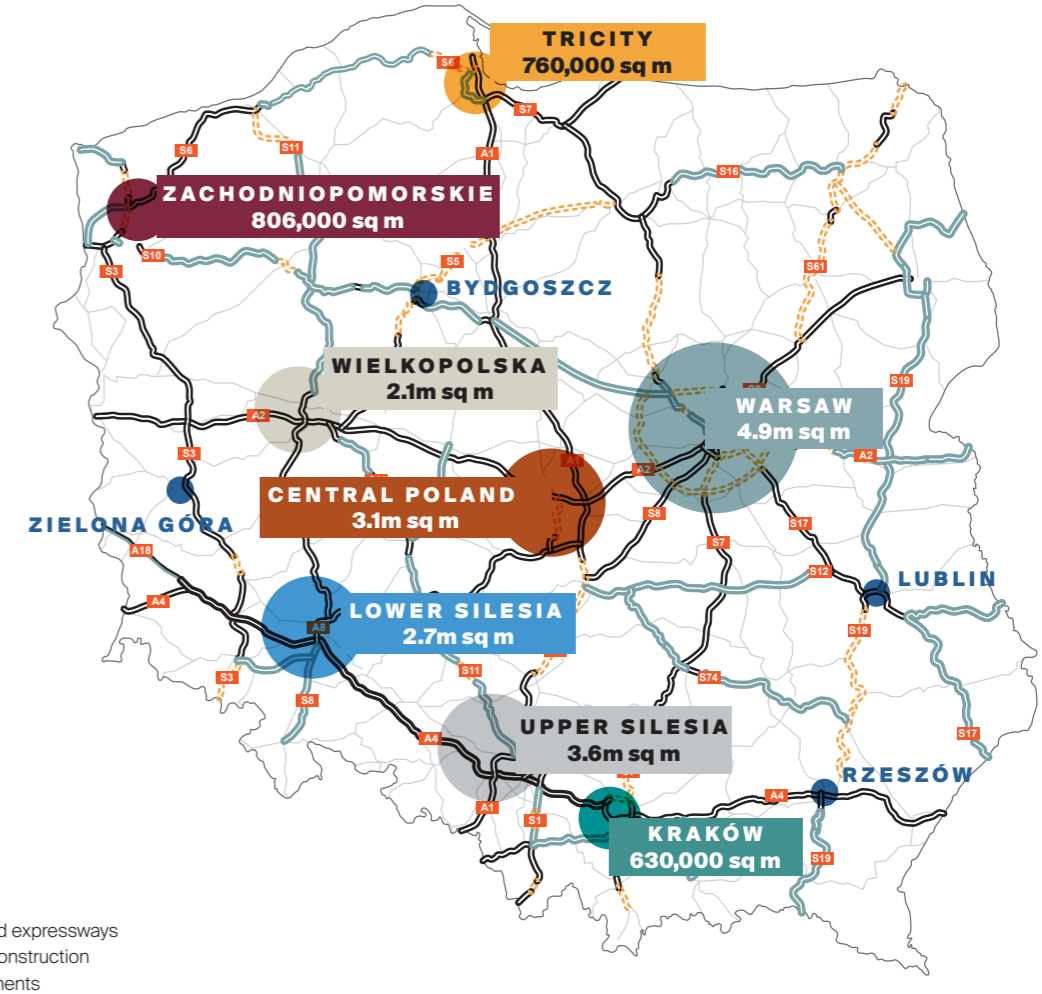 TRICITY
760,000 sq m
S6
S7
A1
S6
S11
S16
ZACHODNIOPOMORSKIE
806,000 sq m
S10
S3
S5
S61
BYDGOSZCZ
WIELKOPOLSKA
2.1m sq m
S19
WARSAW
4.9m sq m
A2
S3
A2
A2
A1
CENTRAL POLAND
3.1m sq m
S8
S17
ZIELONA GÓRA
S7
A18
S12
LUBLIN
A4
LOWER SILESIA
2.7m sq m
A8
S19
S3
S11
S74
S8
UPPER SILESIA
3.6m sq m
A4
S17
RZESZÓW
A1
S1
A4
KRAKÓW
630,000 sq m
S19
expressways
ments